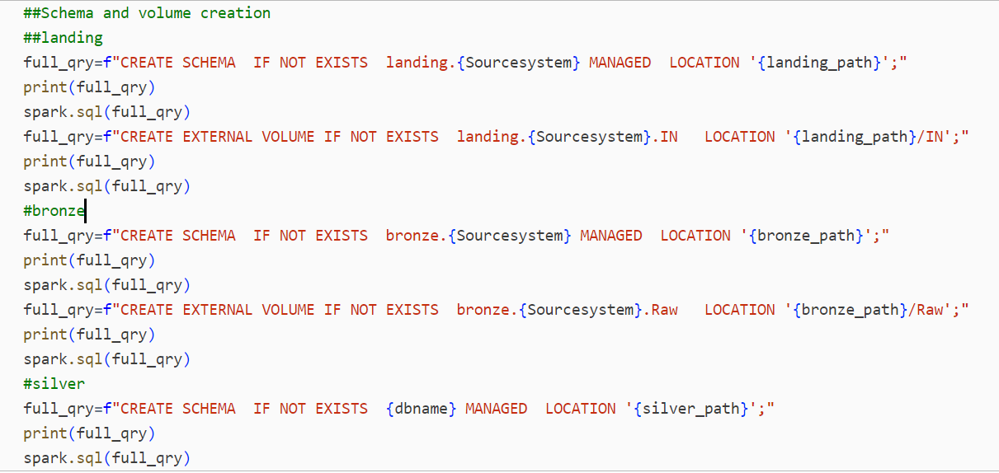 ##Schema and volume creation
##landing
full_qry=f"CREATE SCHEMA  IF NOT EXISTS  landing.{Sourcesystem} MANAGED  LOCATION '{landing_path}';"
print(full_qry)
spark.sql(full_qry)
full_qry=f"CREATE EXTERNAL VOLUME IF NOT EXISTS  landing.{Sourcesystem}.IN   LOCATION '{landing_path}/IN';"
print(full_qry)
spark.sql(full_qry)
#bronze
full_qry=f"CREATE SCHEMA  IF NOT EXISTS  bronze.{Sourcesystem} MANAGED  LOCATION '{bronze_path}';"
print(full_qry)
spark.sql(full_qry)
full_qry=f"CREATE EXTERNAL VOLUME IF NOT EXISTS  bronze.{Sourcesystem}.Raw   LOCATION '{bronze_path}/Raw';"
print(full_qry)
spark.sql(full_qry)
#silver
full_qry=f"CREATE SCHEMA  IF NOT EXISTS  {dbname} MANAGED  LOCATION '{silver_path}';"
print(full_qry)
spark.sql(full_qry)